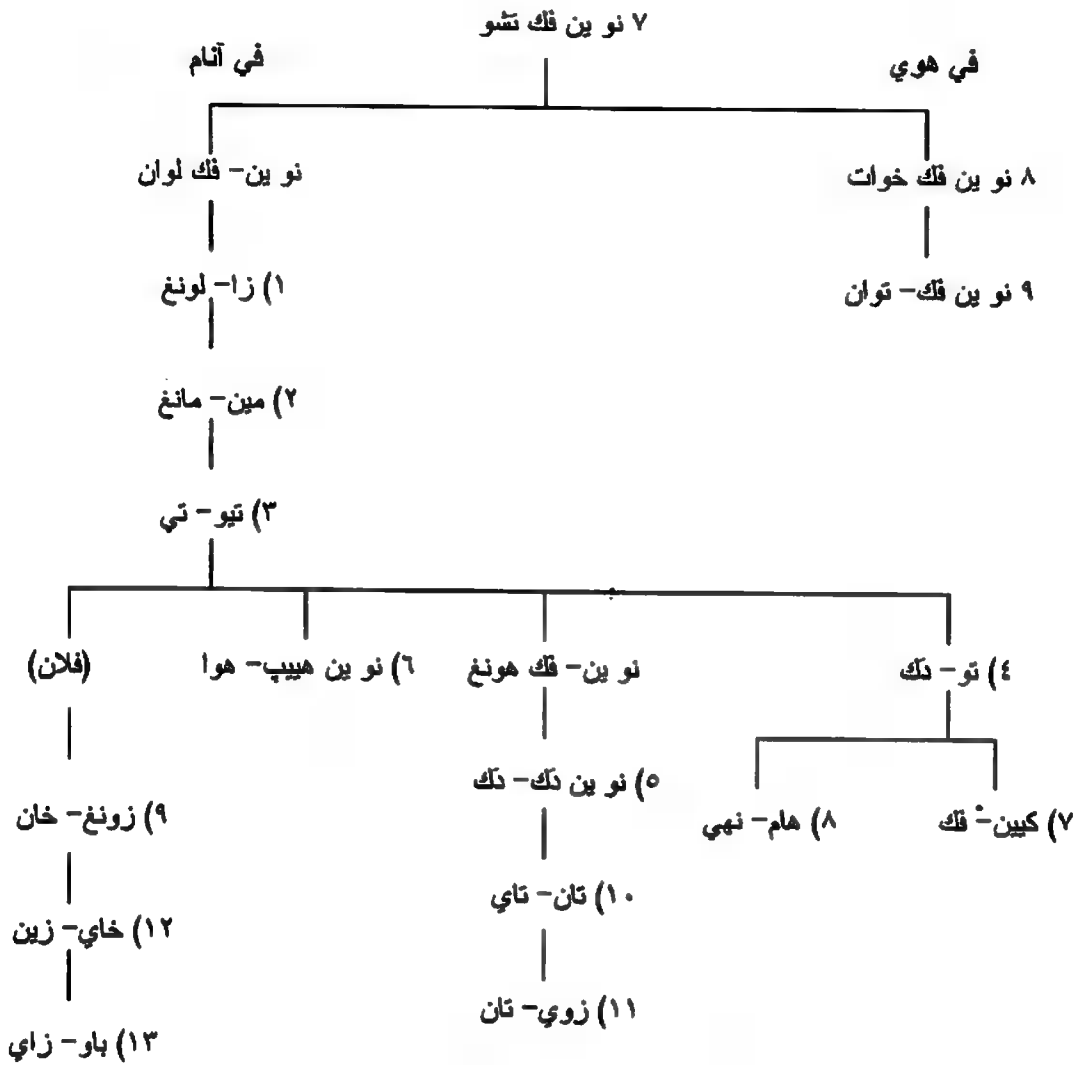 ٧ نو ين فك تشو
في هوي
في آنام
٨ نو ين فك خوات
نو ين- فك لوان
٩ نو ين فك- توان
١) زا- لونغ
٢) مين- مانغ
٣) تيو- تي
٤) تو- دك
نو ين- فك هونغ
٦) نو ين هييب- هوا
(فلان)
٧) كيين- فك
٨) هام- نهي
٥) نو ين دك- دك
٩) زونغ- خان
١٠) تان- تاي
١٢) خاي- زين
١١) زوي- تان
١٣) باو- زاي